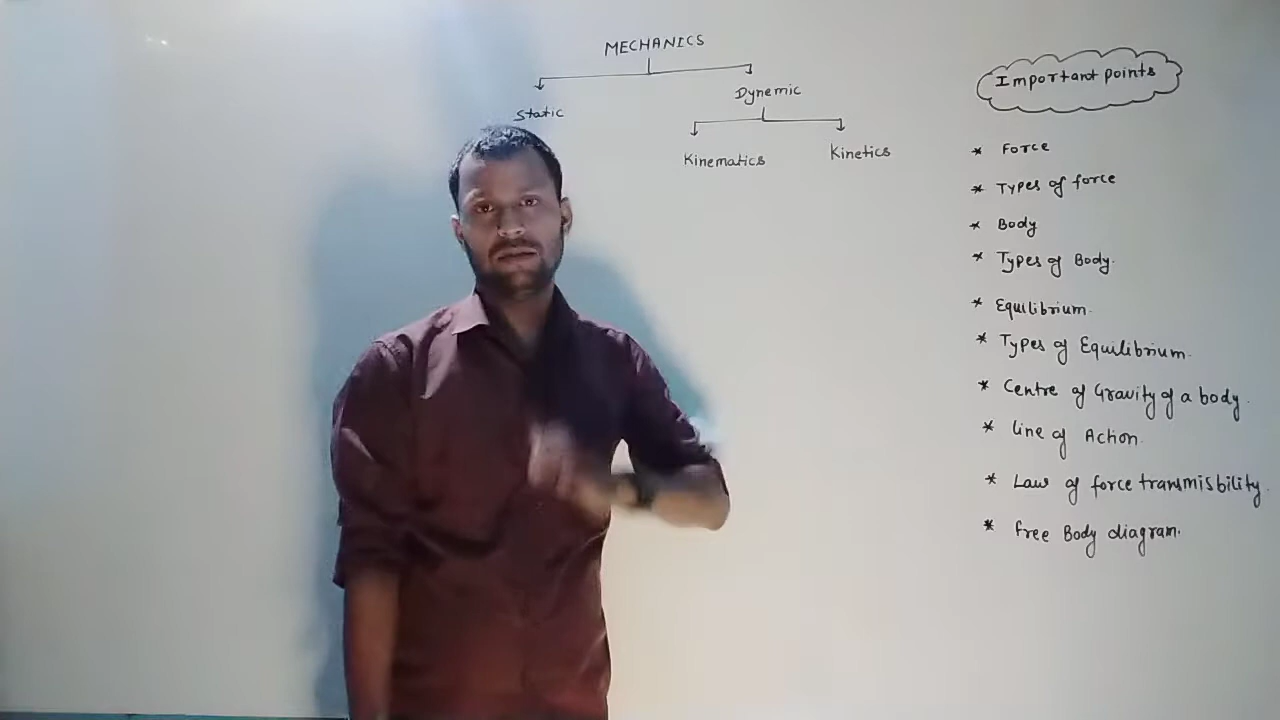 MECHANICS
Static
Dynemic
Kinematics
Kinetics
Important points
* Force
* Types of force
* Body
* Types of Body.
* Equilibrium.
* Types of Equilibrium.
* Centre of Gravity of a body.
* line of Action.
* Law of force transmisbility.
* free Body diagram.